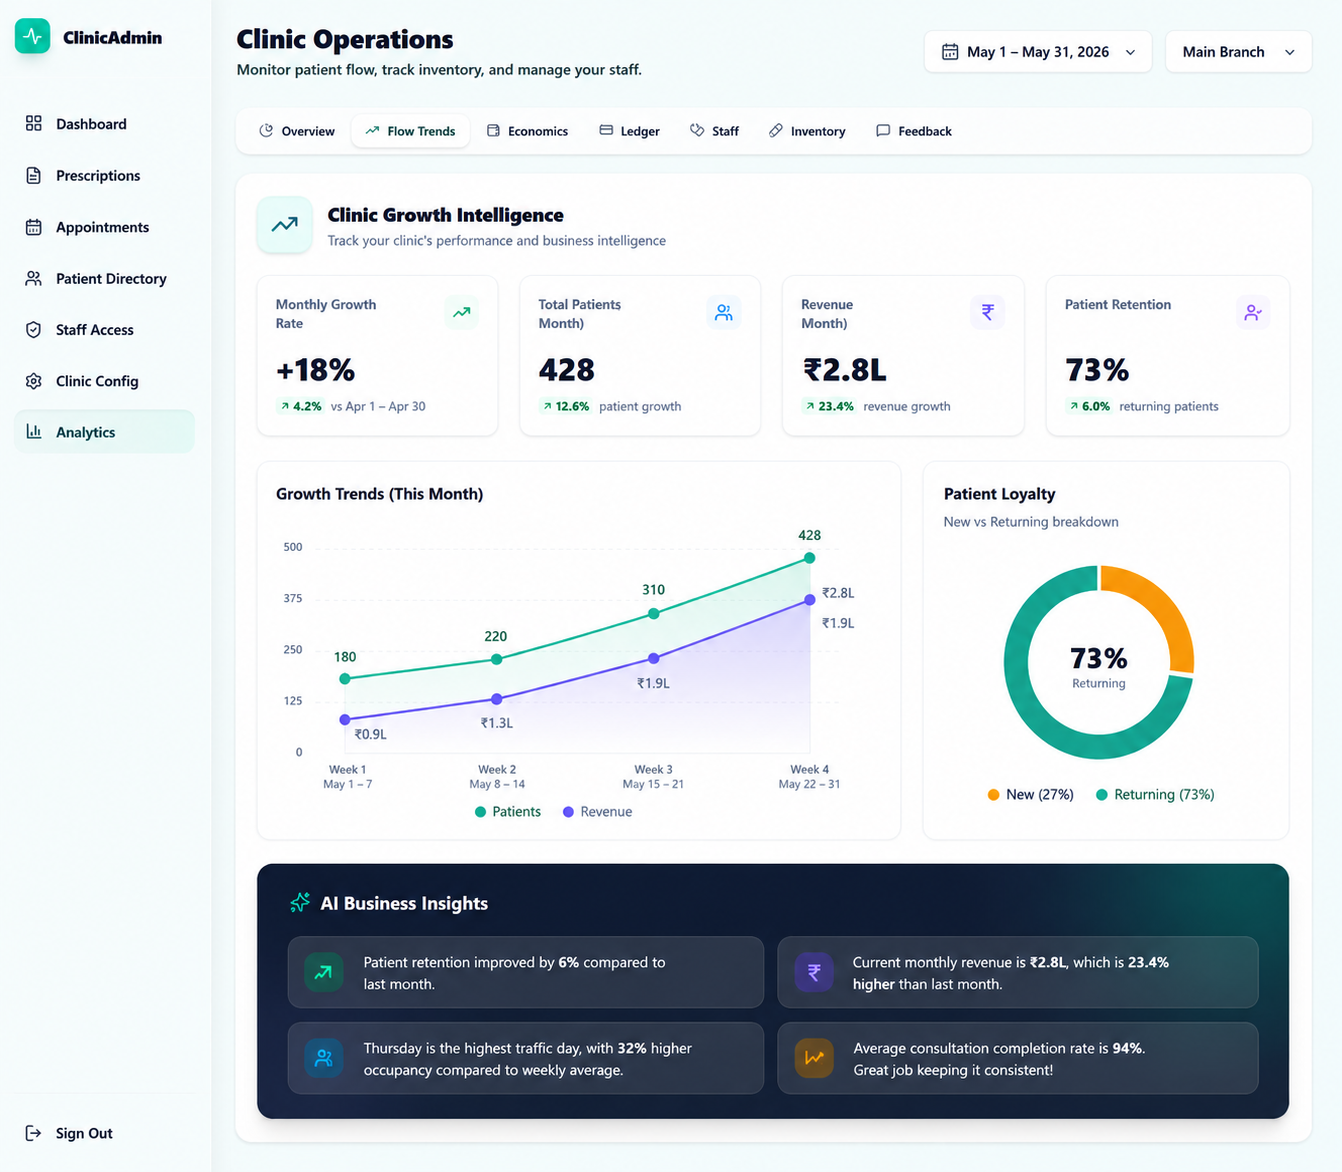 ClinicAdmin
Dashboard
Prescriptions
Appointments
Patient Directory
Staff Access
Clinic Config
Analytics
Sign Out
Clinic Operations
Monitor patient flow, track inventory, and manage your staff.
May 1 – May 31, 2026
Main Branch
Overview
Flow Trends
Economics
Ledger
Staff
Inventory
Feedback
Clinic Growth Intelligence
Track your clinic's performance and business intelligence
Monthly Growth
Rate
+18%
4.2% vs Apr 1 – Apr 30
Total Patients
Month)
428
12.6% patient growth
Revenue
Month)
₹2.8L
23.4% revenue growth
Patient Retention
73%
6.0% returning patients
Growth Trends (This Month)
500
375
250
125
0
180
220
310
428
₹0.9L
₹1.3L
₹1.9L
₹2.8L
₹1.9L
Week 1
May 1 – 7
Week 2
May 8 – 14
Week 3
May 15 – 21
Week 4
May 22 – 31
Patients
Revenue
Patient Loyalty
New vs Returning breakdown
73%
Returning
New (27%)
Returning (73%)
AI Business Insights
Patient retention improved by 6% compared to
last month.
Current monthly revenue is ₹2.8L, which is 23.4%
higher than last month.
Thursday is the highest traffic day, with 32% higher
occupancy compared to weekly average.
Average consultation completion rate is 94%.
Great job keeping it consistent!